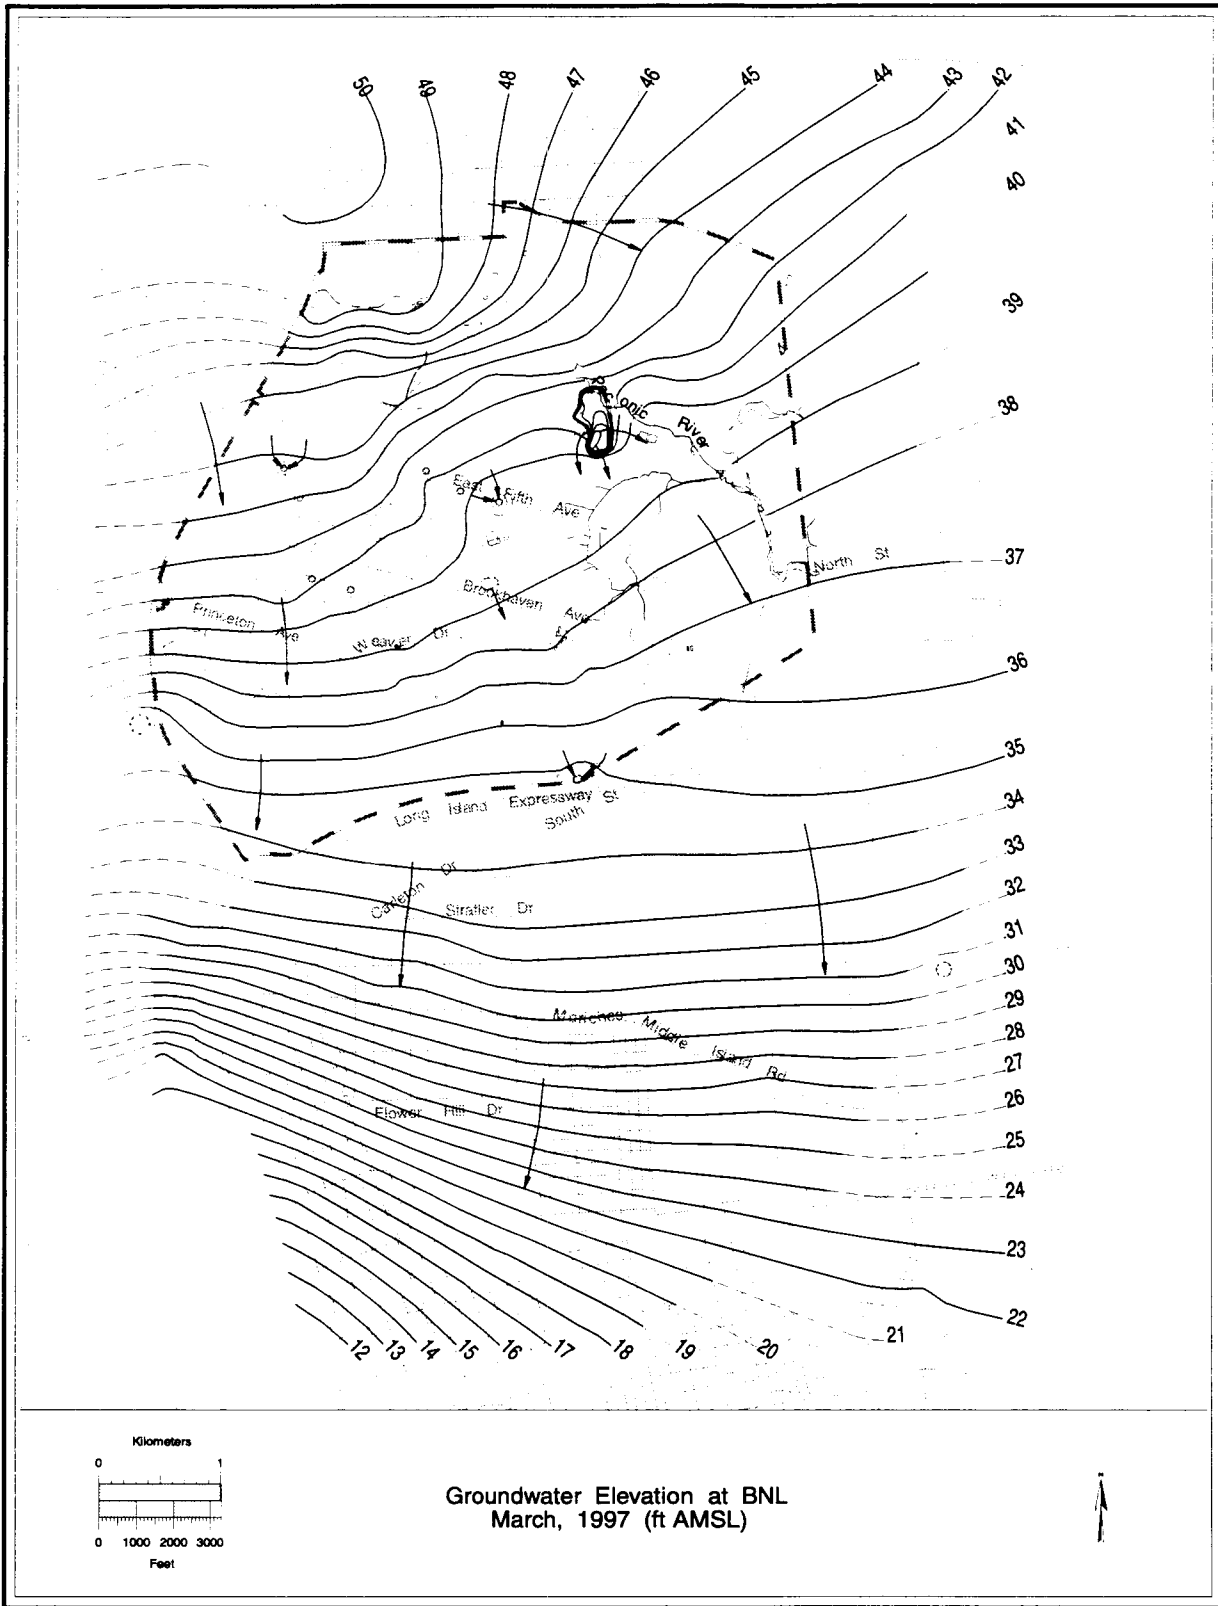 50 49 48 47 46 45 44 43 42
41
40
39
38
37
36
35
34
33
32
31
30
29
28
27
26
25
24
23
22
21
12 13 14 15 16 17 18 19 20
River
East Fifth Ave
North St
Brookhaven Ave
Princeton Ave
Weaver Dr
Long Island Expressway
South St
Carleton Dr
Stratler Dr
Moriches Middle Island Rd
Flower Hill Dr
Kilometers
0 1
0 1000 2000 3000
Feet
Groundwater Elevation at BNL
March, 1997 (ft AMSL)